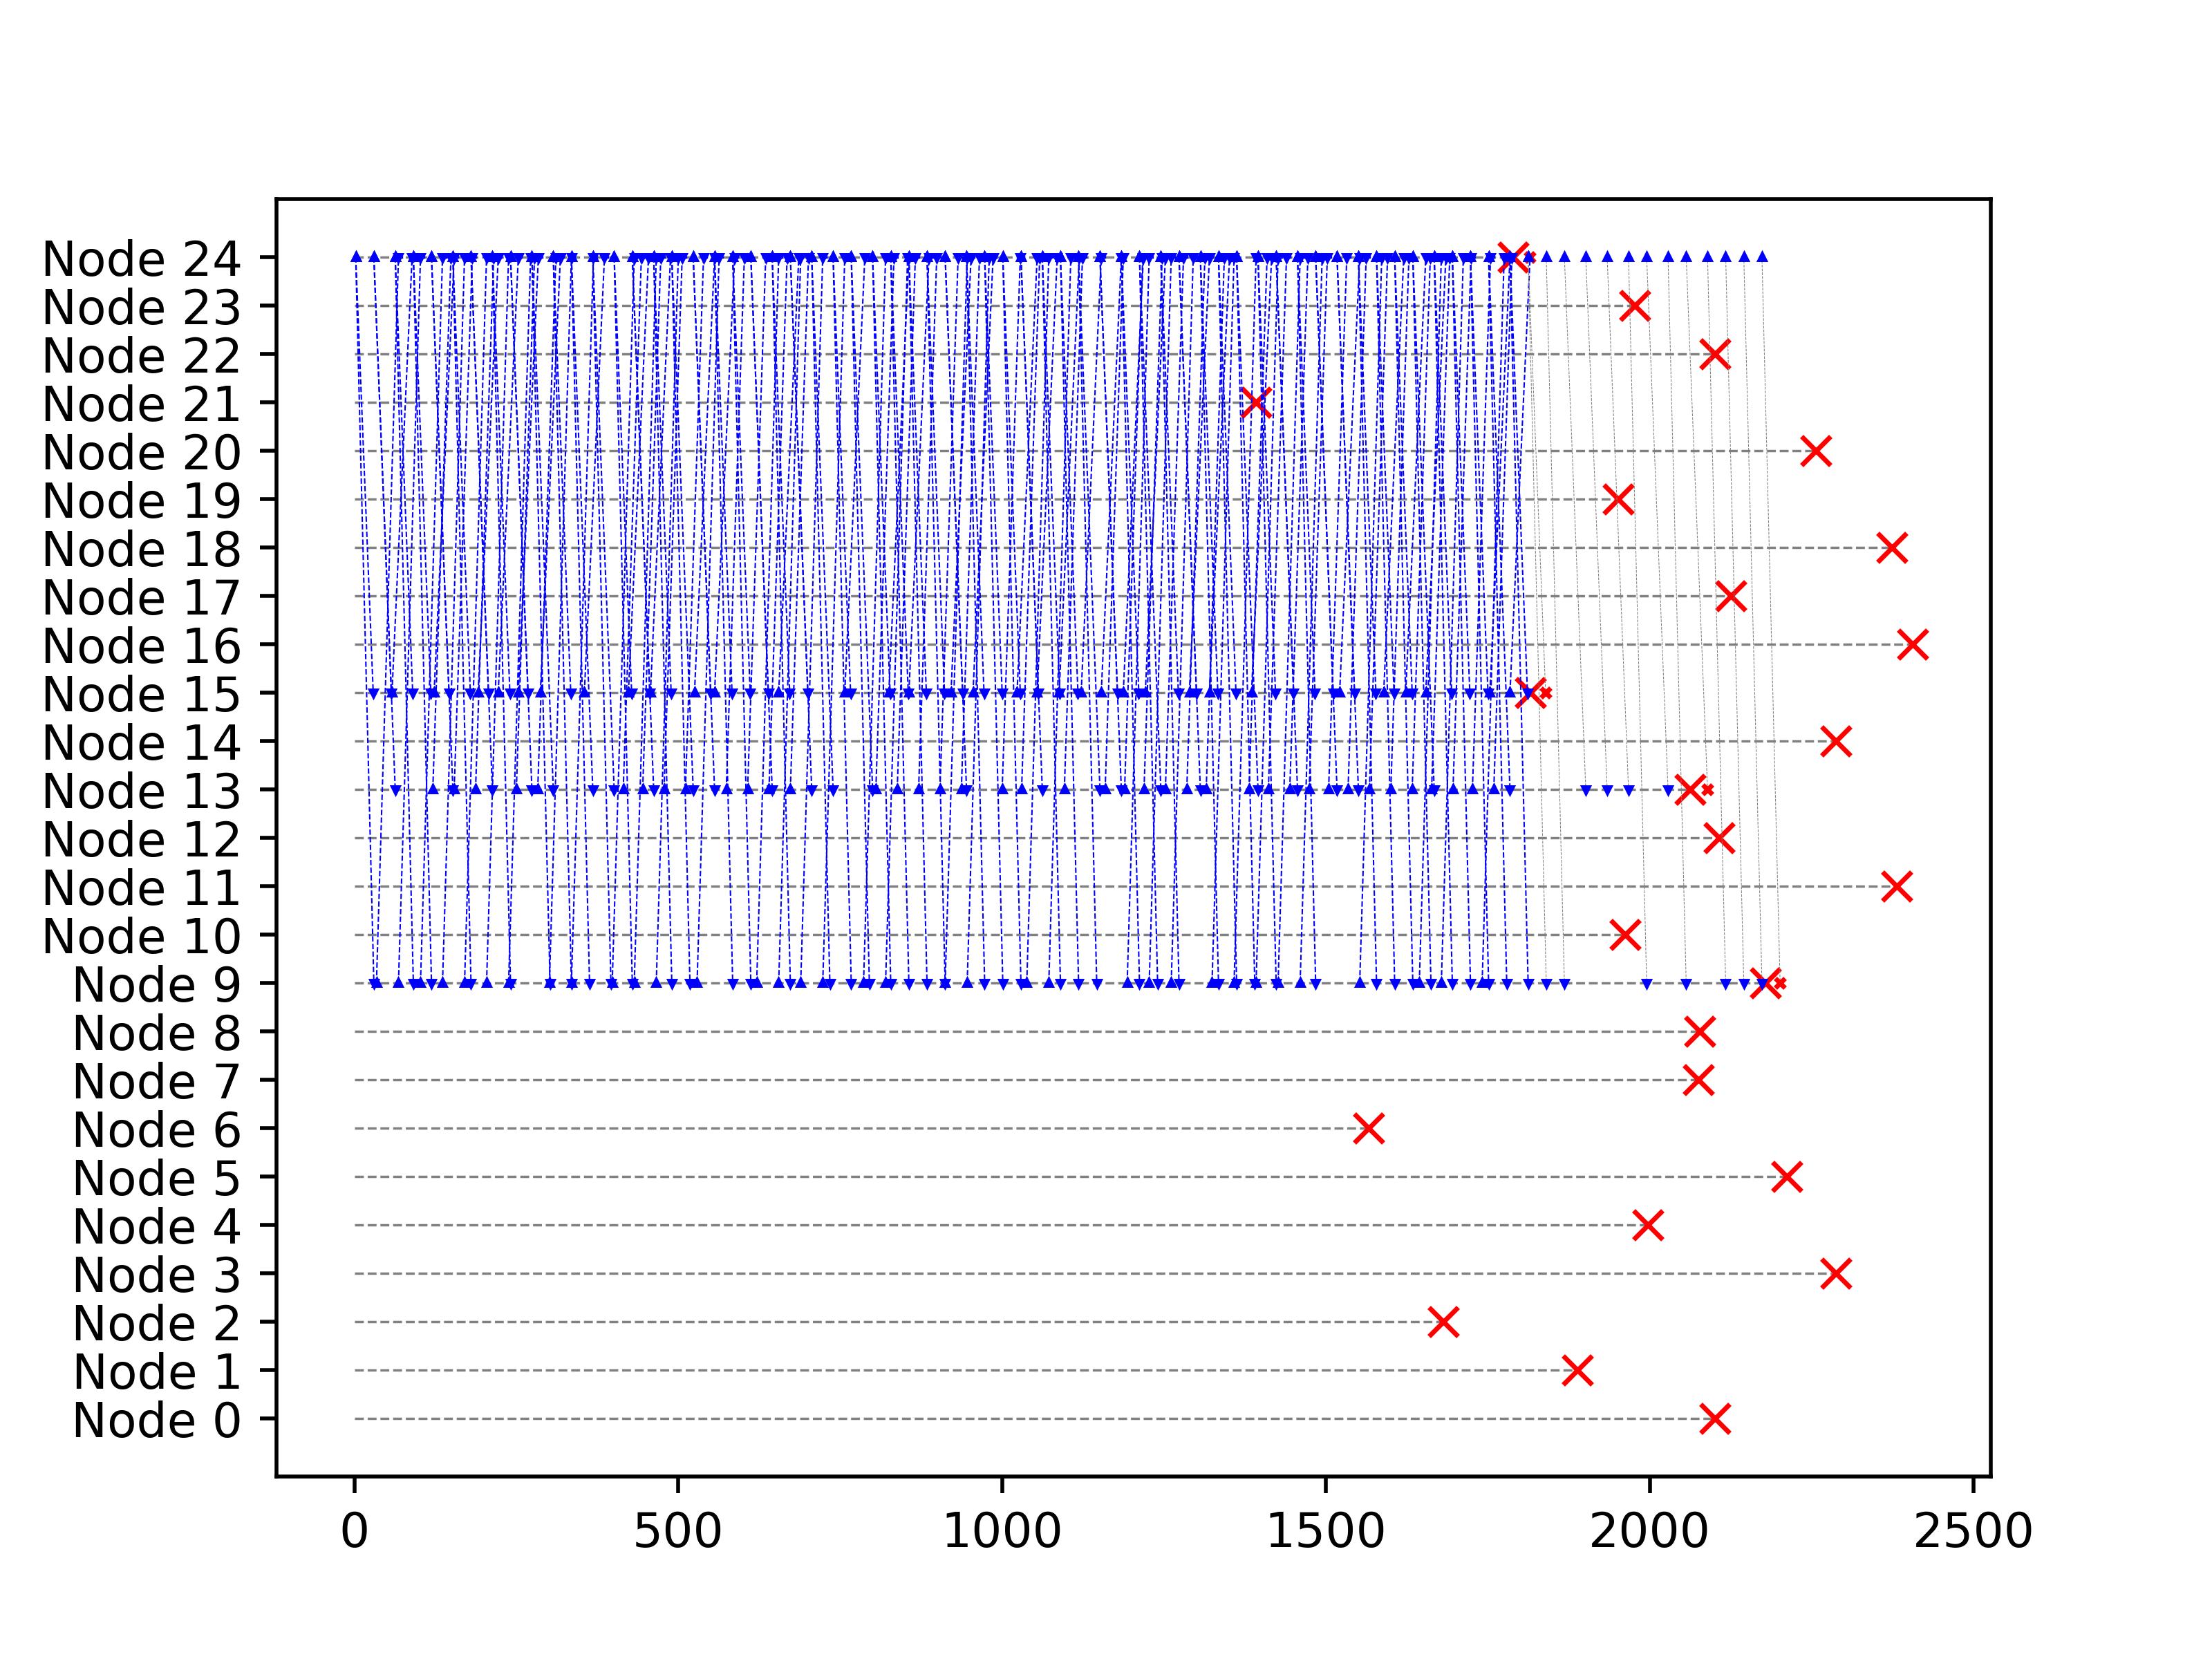 Node 24
Node 23
Node 22
Node 21
Node 20
Node 19
Node 18
Node 17
Node 16
Node 15
Node 14
Node 13
Node 12
Node 11
Node 10
Node 9
Node 8
Node 7
Node 6
Node 5
Node 4
Node 3
Node 2
Node 1
Node 0
0 500 1000 1500 2000 2500